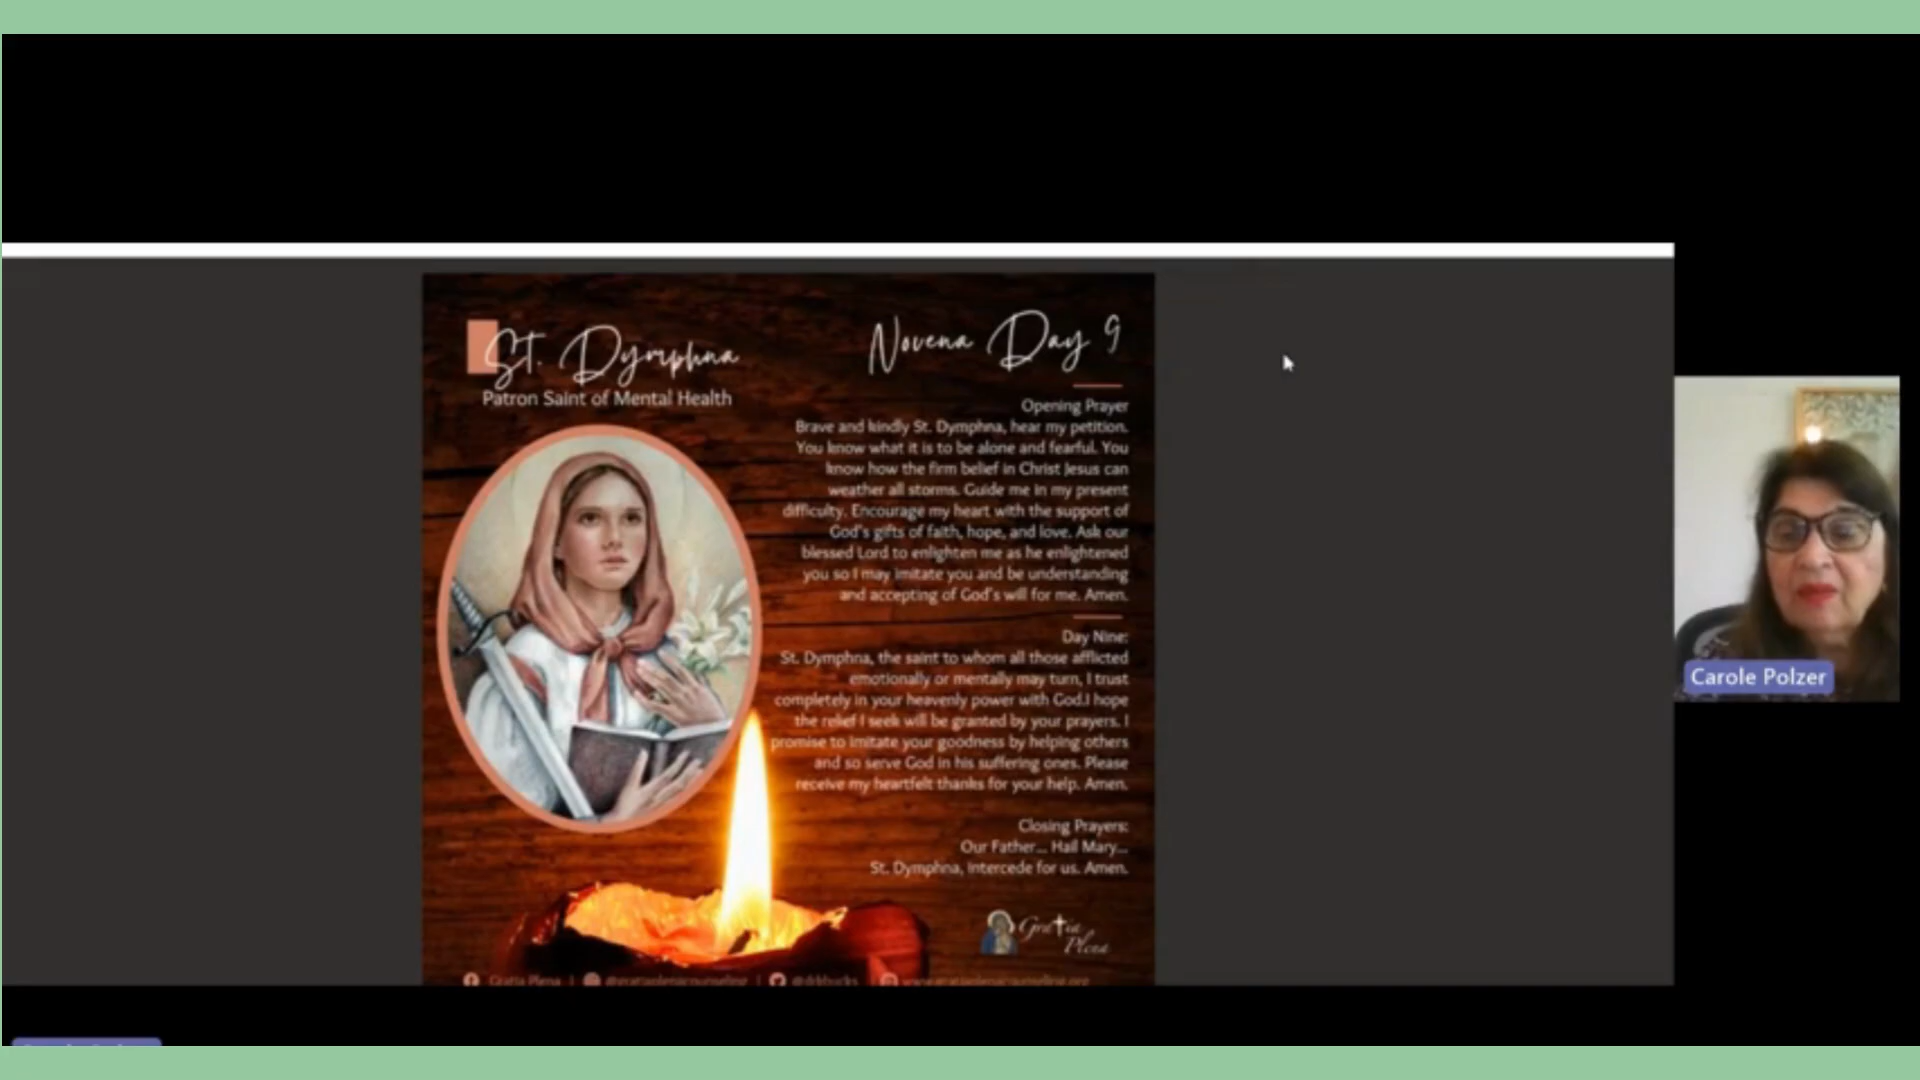 St. Dymphna
Patron Saint of Mental Health
Novena Day 9
Opening Prayer
Brave and kindly St. Dymphna, hear my petition.
You know what it is to be alone and fearful. You
know how the firm belief in Christ Jesus can
weather all storms. Guide me in my present
difficulty. Encourage my heart with the support of
God's gifts of faith, hope, and love. Ask our
blessed Lord to enlighten me as he enlightened
you so I may imitate you and be understanding
and accepting of God's will for me. Amen.
Day Nine:
St. Dymphna, the saint to whom all those afflicted
emotionally or mentally may turn, I trust
completely in your heavenly power with God.I hope
the relief I seek will be granted by your prayers. I
promise to imitate your goodness by helping others
and so serve God in his suffering ones. Please
receive my heartfelt thanks for your help. Amen.
Closing Prayers:
Our Father... Hail Mary...
St. Dymphna, intercede for us. Amen.
Gratia
Plena
Gratia Plena | @gratiaplenacounseling | @drbbucks www.gratiaplenacounseling.org
Carole Polzer